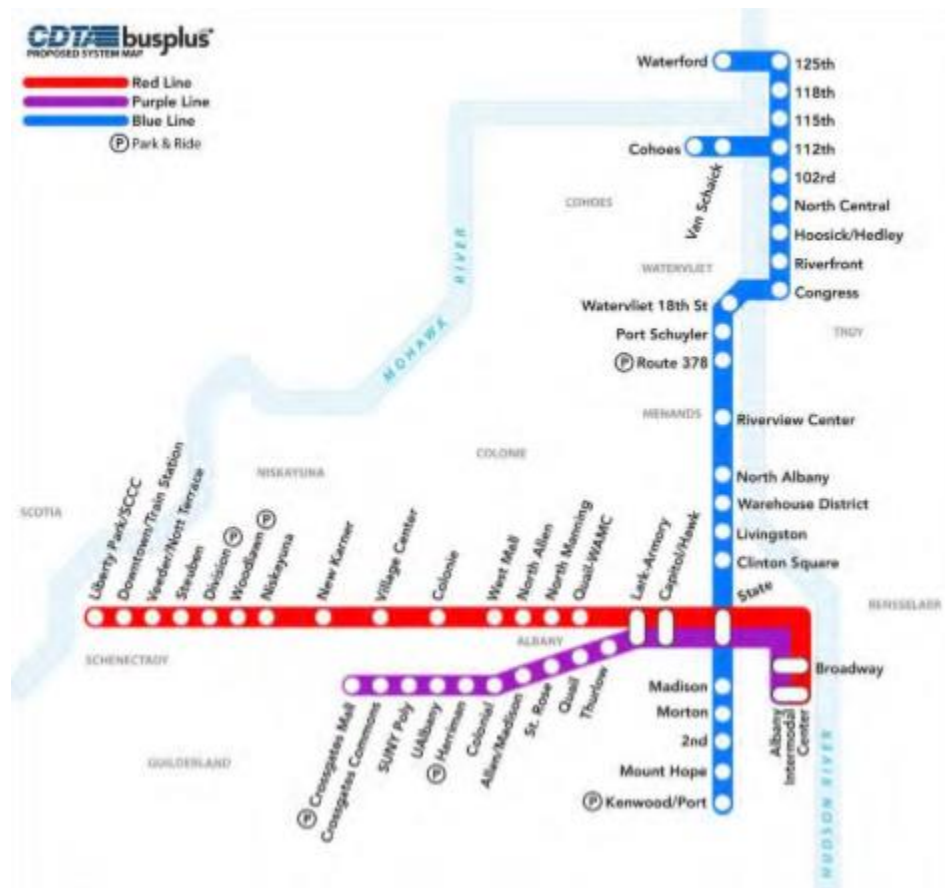 CDTA busplus
PROPOSED SYSTEM MAP
Red Line
Purple Line
Blue Line
P Park & Ride
Waterford
125th
118th
115th
Cohoes
112th
Van Schaick
102rd
COHOES
North Central
Hoosick/Hedley
Riverfront
WATERVLIET
Congress
Watervliet 18th St
Port Schuyler
TROY
P Route 378
MOHAWK RIVER
MENANDS
Riverview Center
COLONIE
NISKAYUNA
North Albany
Warehouse District
SCOTIA
Livingston
Clinton Square
State
Liberty Park/SCCC
Downtown/Train Station
Veeder/Nott Terrace
Steuben
Division P
Woodlawn P
Niskayuna
New Karner
Village Center
Colonie
West Mall
North Allen
North Manning
Quail-WAMC
Lark-Armory
Capitol/Hawk
RENSSELAER
SCHENECTADY
ALBANY
Broadway
Albany
Intermodal
Center
P Crossgates Mall
Crossgates Commons
SUNY Poly
UAlbany
P Herriman
Colonial
Allen/Madison
St. Rose
Quail
Thurlow
Madison
Morton
2nd
Mount Hope
P Kenwood/Port
GUILDERLAND
HUDSON RIVER